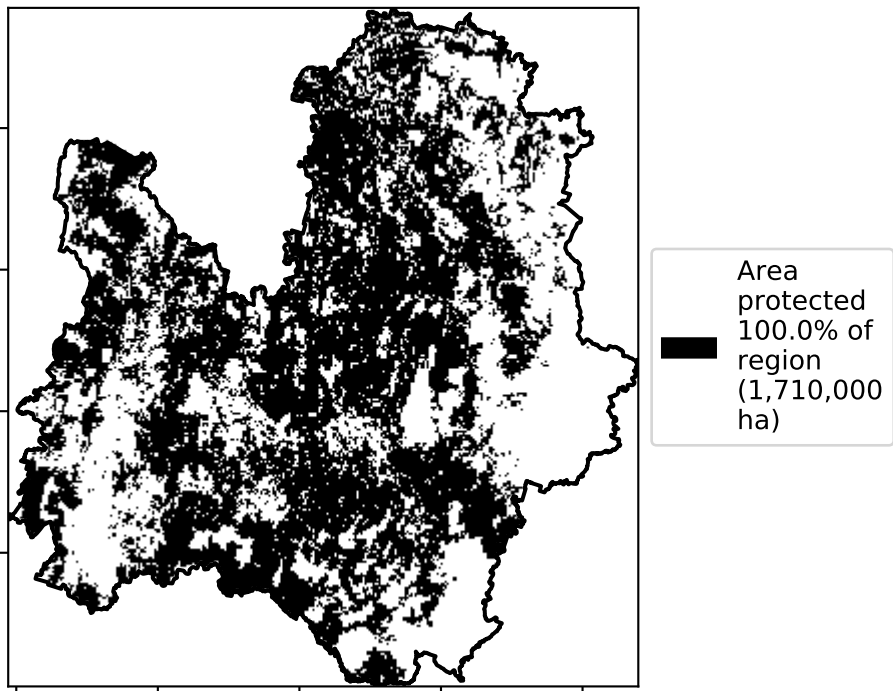 Area
protected
100.0% of
region
(1,710,000
ha)